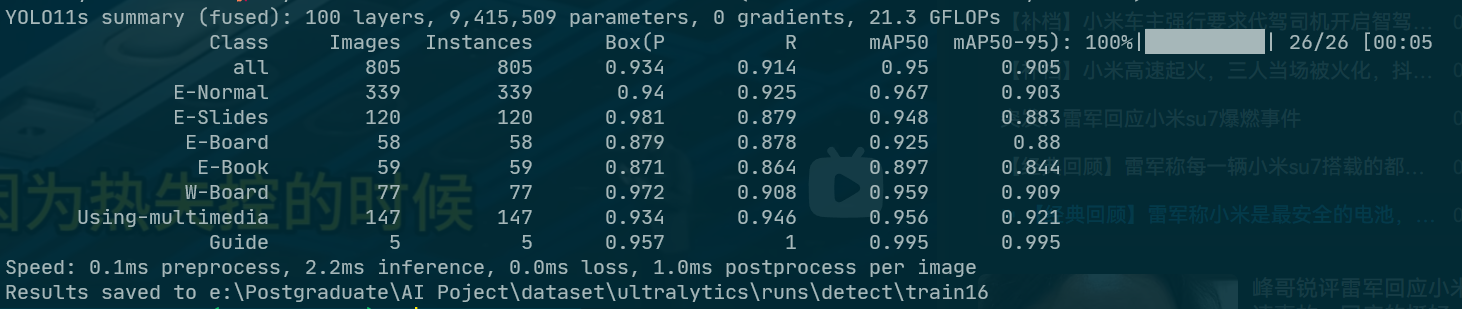 YOLO11s summary (fused): 100 layers, 9,415,509 parameters, 0 gradients, 21.3 GFLOPs
【补档】小米车主强行要求代驾司机开启智驾...
Class Images Instances Box(P R mAP50 mAP50-95): 100%|██████████| 26/26 [00:05
all 805 805 0.934 0.914 0.95 0.905
小米高速起火，三人当场被火化，抖...
E-Normal 339 339 0.94 0.925 0.967 0.903
E-Slides 120 120 0.981 0.879 0.948 0.883
雷军回应小米su7爆燃事件
E-Board 58 58 0.879 0.878 0.925 0.88
E-Book 59 59 0.871 0.864 0.897 0.844
回顾】雷军称每一辆小米su7搭载的都...
W-Board 77 77 0.972 0.908 0.959 0.909
因为热失控的时候
Using-multimedia 147 147 0.934 0.946 0.956 0.921
典回顾】雷军称小米是最安全的电池，...
Guide 5 5 0.957 1 0.995 0.995
Speed: 0.1ms preprocess, 2.2ms inference, 0.0ms loss, 1.0ms postprocess per image
Results saved to e:\Postgraduate\AI Poject\dataset\ultralytics\runs\detect\train16
峰哥锐评雷军回应小